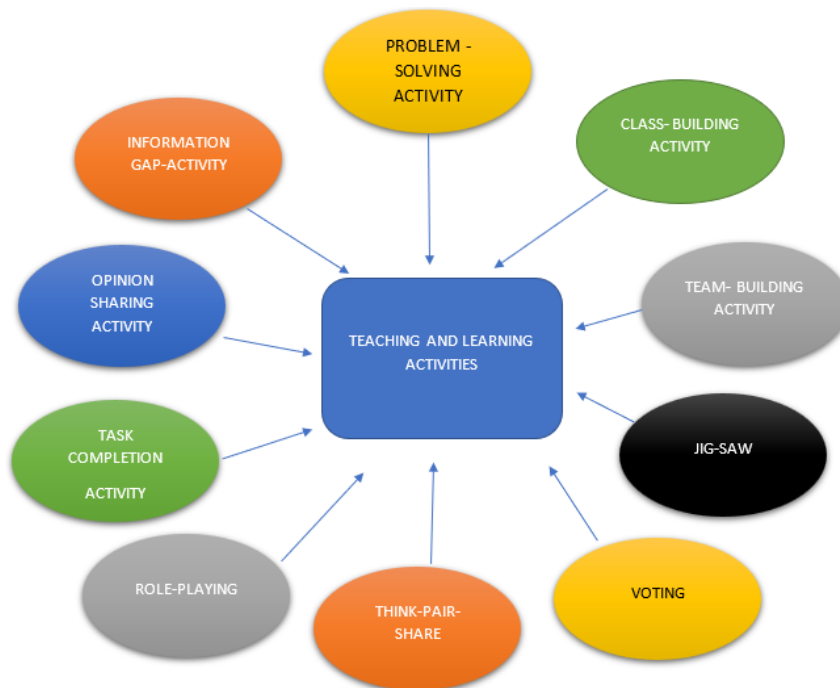 PROBLEM -
SOLVING
ACTIVITY
CLASS- BUILDING
ACTIVITY
INFORMATION
GAP-ACTIVITY
OPINION
SHARING
ACTIVITY
TEAM- BUILDING
ACTIVITY
TEACHING AND LEARNING
ACTIVITIES
TASK
COMPLETION
ACTIVITY
JIG-SAW
ROLE-PLAYING
THINK-PAIR-
SHARE
VOTING